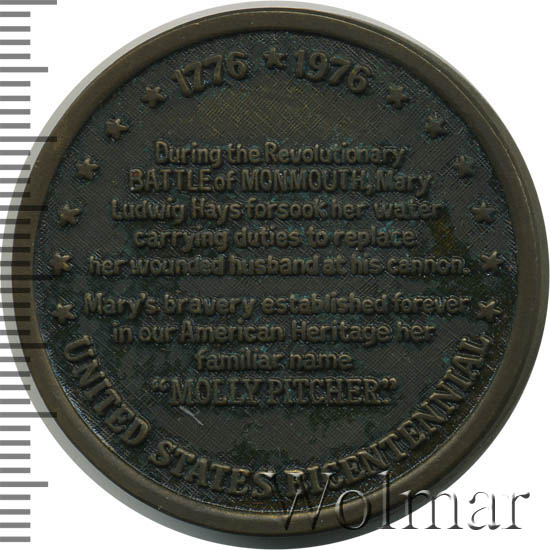 1776 ★ 1976
During the Revolutionary
BATTLE of MONMOUTH, Mary
Ludwig Hays forsook her water
carrying duties to replace
her wounded husband at his cannon.
Mary's bravery established forever
in our American Heritage her
familiar name
"MOLLY PITCHER."
UNITED STATES BICENTENNIAL
Wolmar